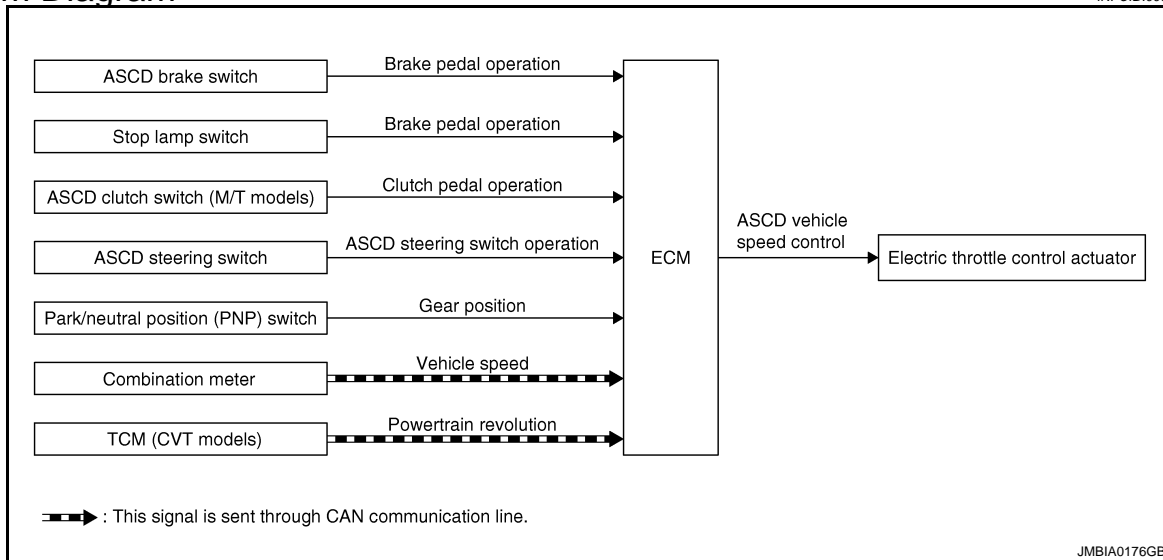 ASCD brake switch
Brake pedal operation
Stop lamp switch
Brake pedal operation
ASCD clutch switch (M/T models)
Clutch pedal operation
ASCD steering switch
ASCD steering switch operation
Park/neutral position (PNP) switch
Gear position
Combination meter
Vehicle speed
TCM (CVT models)
Powertrain revolution
ECM
ASCD vehicle
speed control
Electric throttle control actuator
: This signal is sent through CAN communication line.
JMBIA0176GB